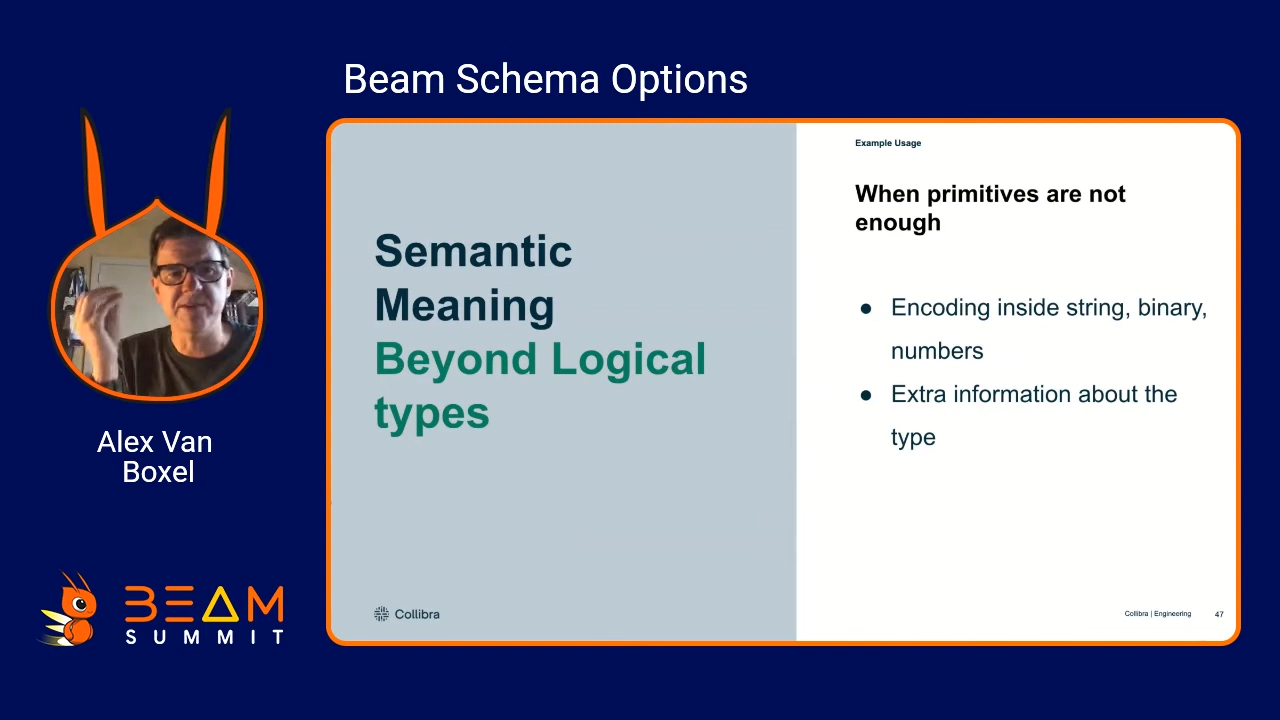 Beam Schema Options
Semantic
Meaning
Beyond Logical
types
Collibra
Example Usage
When primitives are not
enough
● Encoding inside string, binary,
numbers
● Extra information about the
type
Collibra | Engineering 47
Alex Van
Boxel
BEAM
SUMMIT